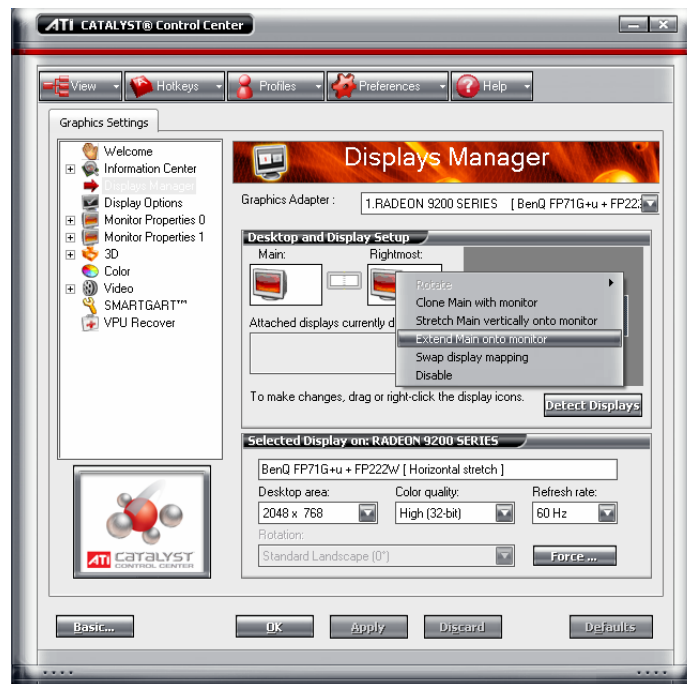 ATI CATALYST® Control Center
View
Hotkeys
Profiles
Preferences
Help
Graphics Settings
Welcome
Information Center
Displays Manager
Display Options
Monitor Properties 0
Monitor Properties 1
3D
Color
Video
SMARTGART™
VPU Recover
ATI CATALYST
CONTROL CENTER
Displays Manager
Graphics Adapter :
1.RADEON 9200 SERIES [ BenQ FP71G+u + FP22
Desktop and Display Setup
Main: Rightmost:
Rotate
Clone Main with monitor
Stretch Main vertically onto monitor
Extend Main onto monitor
Swap display mapping
Disable
Attached displays currently d
To make changes, drag or right-click the display icons.
Detect Displays
Selected Display on: RADEON 9200 SERIES
BenQ FP71G+u + FP222W [ Horizontal stretch ]
Desktop area: Color quality: Refresh rate:
2048 x 768 High (32-bit) 60 Hz
Rotation:
Standard Landscape (0°)
Force ...
Basic... OK Apply Discard Defaults